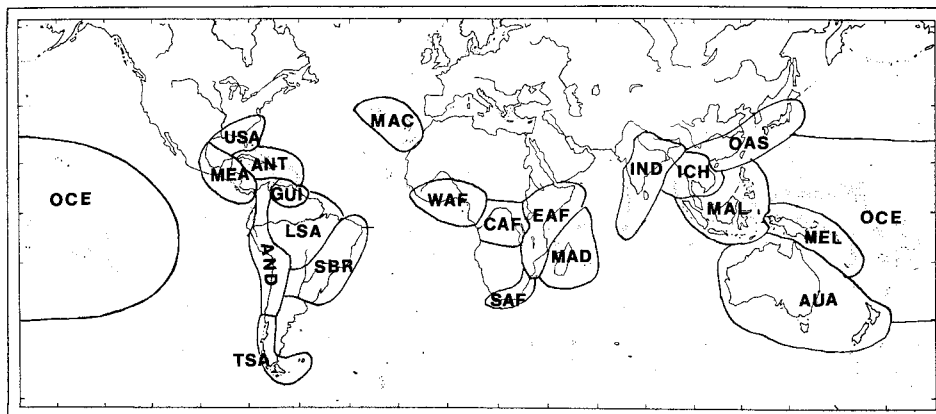 MAC
USA
OAS
ANT
MEA
IND
ICH
OCE
GUI
WAF
MAL
OCE
CAF
EAF
LSA
MEL
MAD
SBR
AND
SAF
AUA
TSA